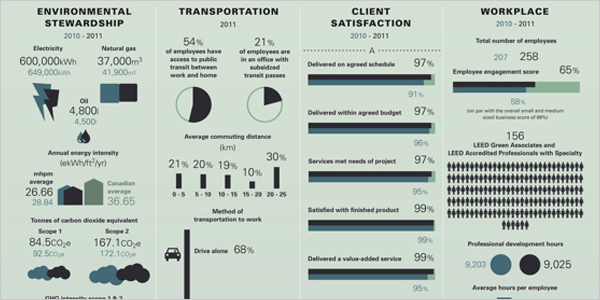 ENVIRONMENTAL
STEWARDSHIP
2010 - 2011
Electricity
600,000kWh
649,000kWh
Natural gas
37,000m³
41,900m³
Oil
4,800l
4,500l
Annual energy intensity
(ekWh/ft²/yr)
mhpm
average
26.66
28.84
Canadian
average
36.65
Tonnes of carbon dioxide equivalent
Scope 1
84.5CO₂e
92.5CO₂e
Scope 2
167.1CO₂e
172.1CO₂e
GHG intensity scope 1 & 2
TRANSPORTATION
2011
54%
of employees have
access to public
transit between
work and home
21%
of employees are
in an office with
subsidized
transit passes
Average commuting distance
(km)
21% 20% 19% 10% 30%
0 - 5 5 - 10 10 - 15 15 - 20 20 - 25
Method of
transportation to work
Drive alone 68%
CLIENT
SATISFACTION
2010 - 2011
A
Delivered on agreed schedule 97%
91%
Delivered within agreed budget 97%
96%
Services met needs of project 97%
95%
Satisfied with finished product 99%
99%
Delivered a value-added service 99%
95%
WORKPLACE
2010 - 2011
Total number of employees
207 258
Employee engagement score 65%
58%
(on par with the overall small and medium
sized business score of 60%)
156
LEED Green Associates and
LEED Accredited Professionals with Specialty
Professional development hours
9,203 9,025
Average hours per employee